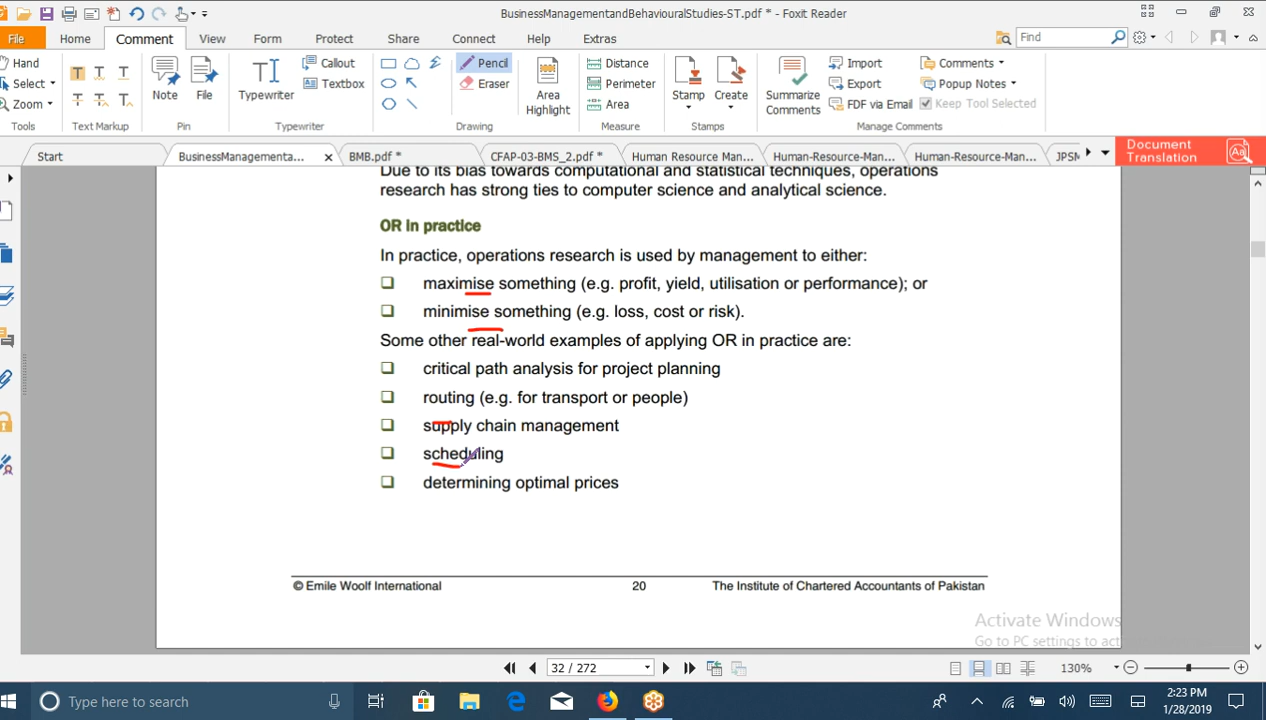 BusinessManagementandBehaviouralStudies-ST.pdf * - Foxit Reader
File Home Comment View Form Protect Share Connect Help Extras Find
Hand
Select
Zoom
Tools
Text Markup
Note
File
Pin
Typewriter
Callout
Textbox
Typewriter
Pencil
Eraser
Drawing
Area
Highlight
Distance
Perimeter
Area
Measure
Stamp
Create
Stamps
Summarize
Comments
Import
Export
FDF via Email
Comments
Popup Notes
Keep Tool Selected
Manage Comments
Start BusinessManagementa... BMB.pdf * CFAP-03-BMS_2.pdf * Human Resource Man... Human-Resource-Man... Human-Resource-Man... JPSM
Document
Translation
Due to its bias towards computational and statistical techniques, operations
research has strong ties to computer science and analytical science.
OR in practice
In practice, operations research is used by management to either:
❑ maximise something (e.g. profit, yield, utilisation or performance); or
❑ minimise something (e.g. loss, cost or risk).
Some other real-world examples of applying OR in practice are:
❑ critical path analysis for project planning
❑ routing (e.g. for transport or people)
❑ supply chain management
❑ scheduling
❑ determining optimal prices
© Emile Woolf International 20 The Institute of Chartered Accountants of Pakistan
Activate Windows
Go to PC settings to act
32 / 272
130%
Type here to search
2:23 PM
1/28/2019